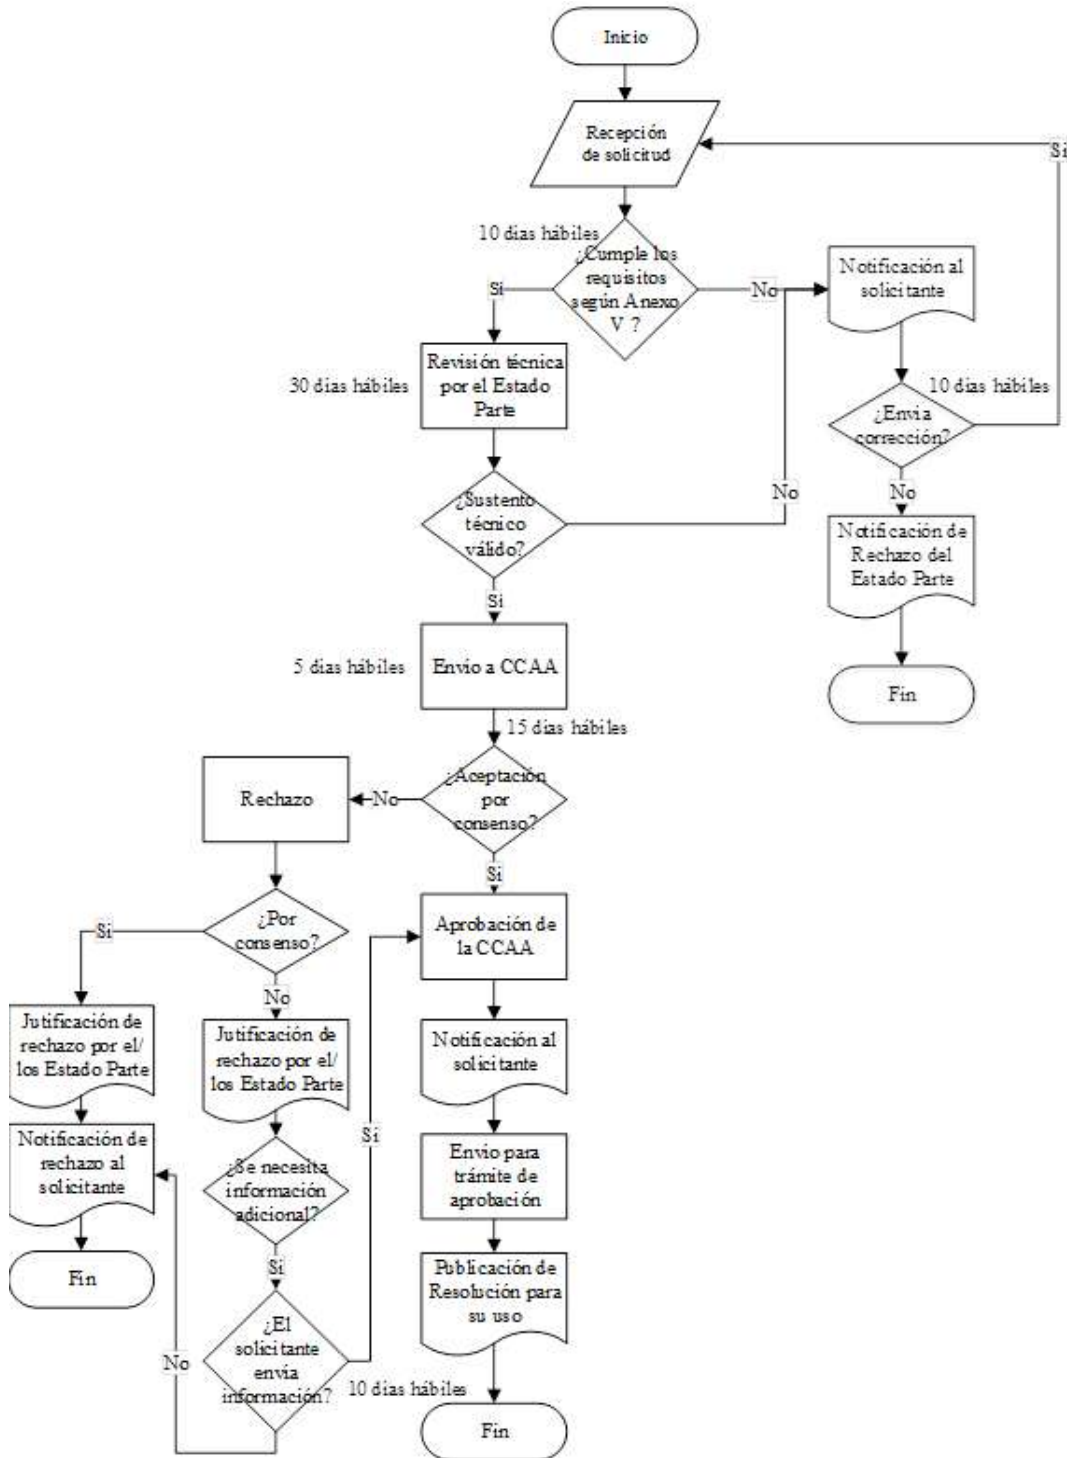 Inicio
Recepción
de solicitud
Si
10 dias hábiles
¿Cumple los
requisitos
según Anexo
V ?
Si
No
Notificación al
solicitante
Revisión técnica
por el Estado
Parte
30 dias hábiles
10 dias hábiles
¿Envia
corrección?
¿Sustento
técnico
válido?
No
No
Notificación de
Rechazo del
Estado Parte
Si
Envio a CCAA
5 dias hábiles
Fin
15 dias hábiles
¿Aceptación
por
consenso?
No
Rechazo
Si
¿Por
consenso?
Si
Aprobación de
la CCAA
No
Jutificación de
rechazo por el/
los Estado Parte
Jutificación de
rechazo por el/
los Estado Parte
Notificación al
solicitante
Si
Notificación de
rechazo al
solicitante
¿Se necesita
información
adicional?
Envio para
trámite de
aprobación
Si
Fin
Publicación de
Resolución para
su uso
¿El
solicitante
envía
información?
No
10 días hábiles
Fin